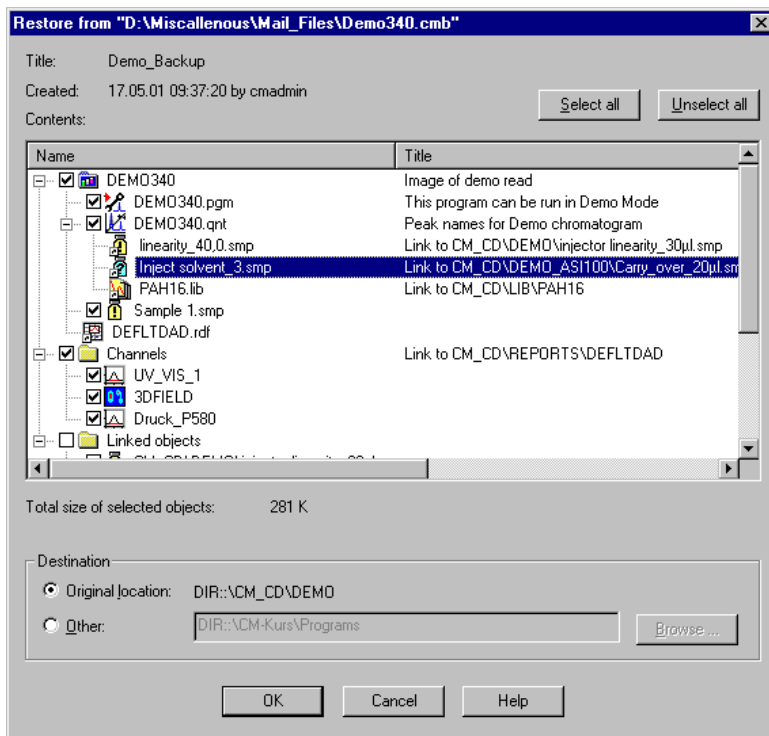 Restore from "D:\Miscallenous\Mail_Files\Demo340.cmb"
Title: Demo_Backup
Created: 17.05.01 09:37:20 by cmadmin
Select all Unselect all
Contents:
Name Title
DEMO340 Image of demo read
DEMO340.pgm This program can be run in Demo Mode
DEMO340.qnt Peak names for Demo chromatogram
linearity_40,0.smp Link to CM_CD\DEMO\injector linearity_30µl.smp
Inject solvent_3.smp Link to CM_CD\DEMO_ASI100\Carry_over_20µl.sm
PAH16.lib Link to CM_CD\LIB\PAH16
Sample 1.smp
DEFLTDAD.rdf
Channels Link to CM_CD\REPORTS\DEFLTDAD
UV_VIS_1
3DFIELD
Druck_P580
Linked objects
Total size of selected objects: 281 K
Destination
Original location: DIR::\CM_CD\DEMO
Other: DIR::\CM-Kurs\Programs Browse ...
OK Cancel Help